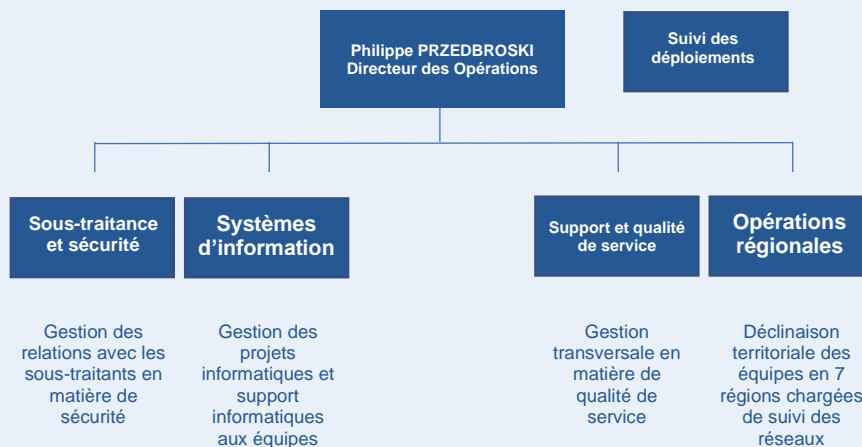 Philippe PRZEDBROSKI
Directeur des Opérations
Suivi des
déploiements
Sous-traitance
et sécurité
Systèmes
d’information
Support et qualité
de service
Opérations
régionales
Gestion des
relations avec les
sous-traitants en
matière de
sécurité
Gestion des
projets
informatiques et
support
informatiques
aux équipes
Gestion
transversale en
matière de
qualité de
service
Déclinaison
territoriale des
équipes en 7
régions chargées
de suivi des
réseaux